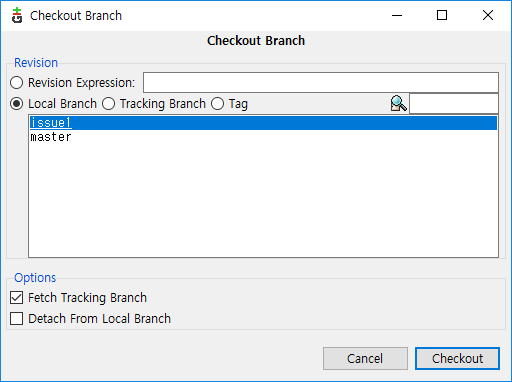 Checkout Branch
Checkout Branch
Revision
Revision Expression:
Local Branch Tracking Branch Tag
issue1
master
Options
Fetch Tracking Branch
Detach From Local Branch
Cancel Checkout